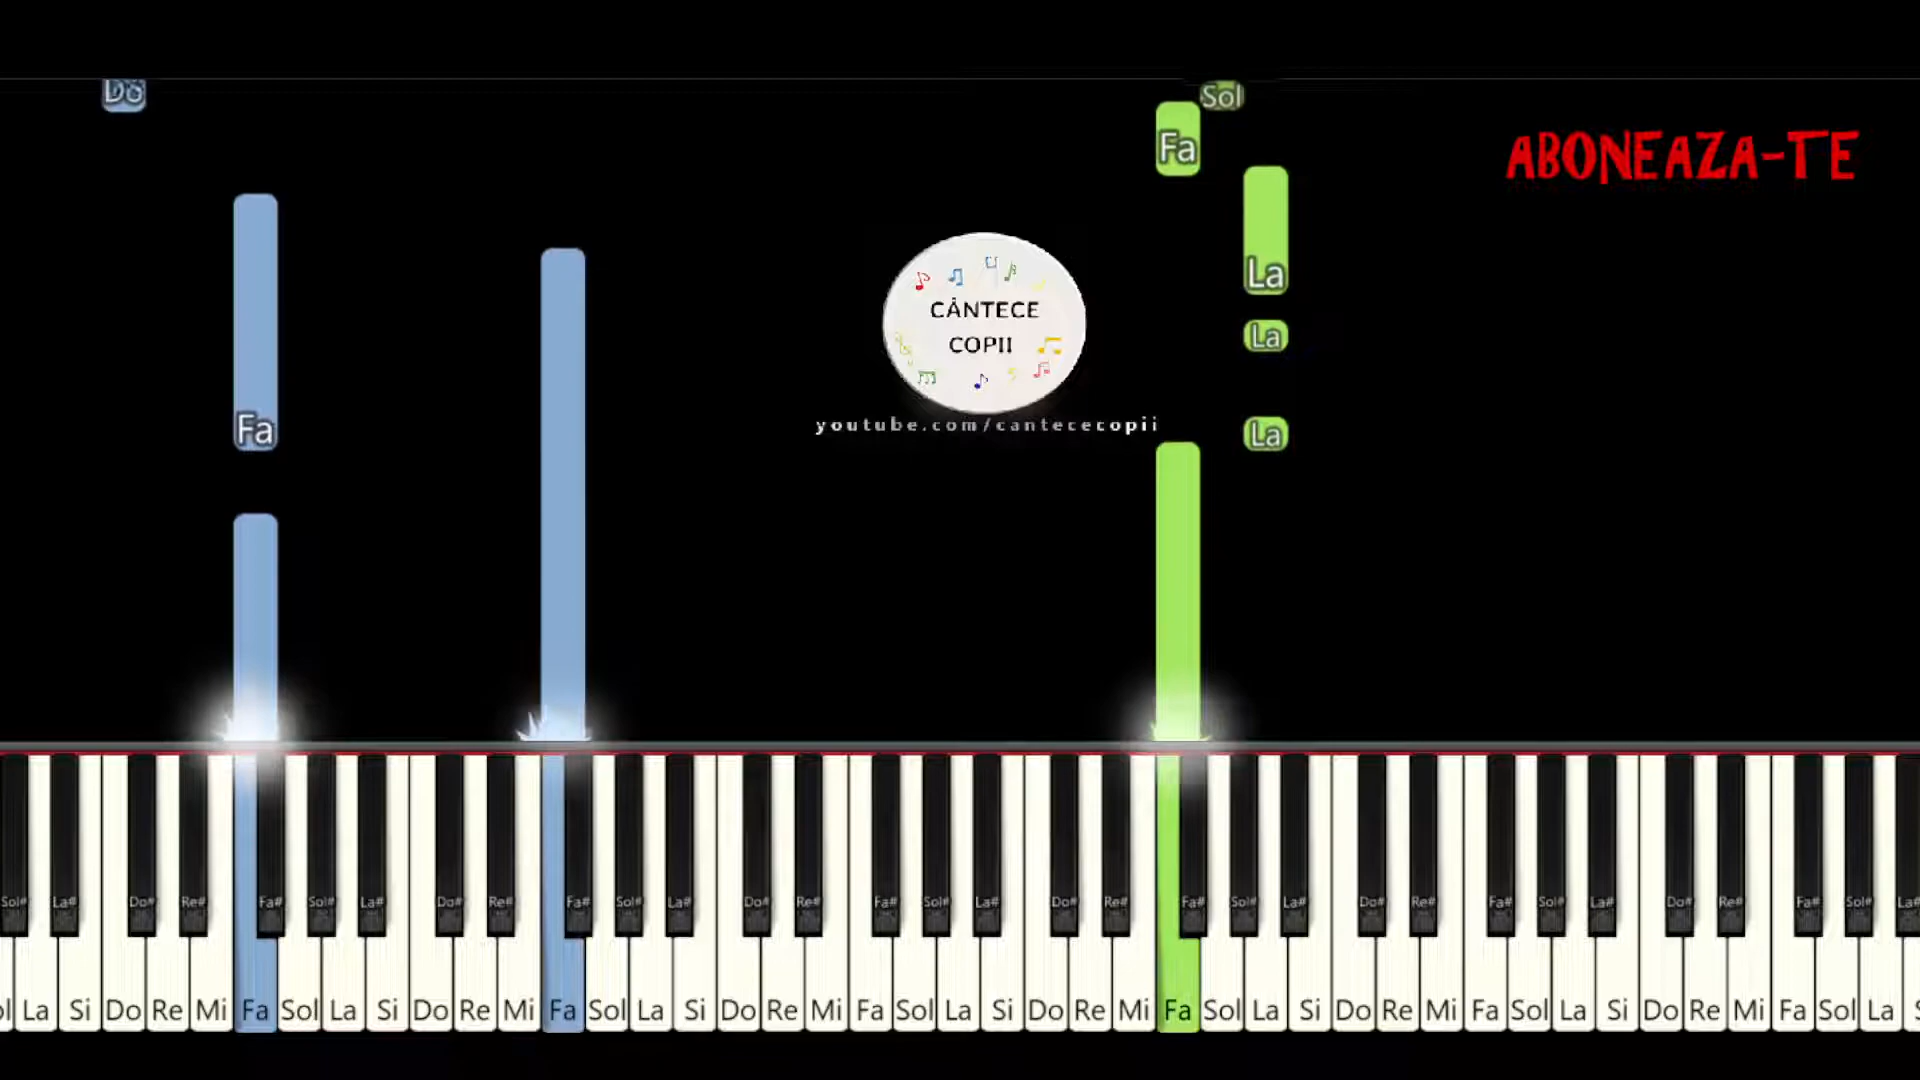 Do
Sol
Fa
ABONEAZA-TE
La
CÂNTECE
COPII
La
youtube.com/cantececopii
Fa
La
Sol# La# Do# Re# Fa# Sol# La# Do# Re# Fa# Sol# La# Do# Re# Fa# Sol# La# Do# Re# Fa# Sol# La# Do# Re# Fa# Sol# La# Do# Re# Fa# Sol# La#
La Si Do Re Mi Fa Sol La Si Do Re Mi Fa Sol La Si Do Re Mi Fa Sol La Si Do Re Mi Fa Sol La Si Do Re Mi Fa Sol La Si Do Re Mi Fa Sol La